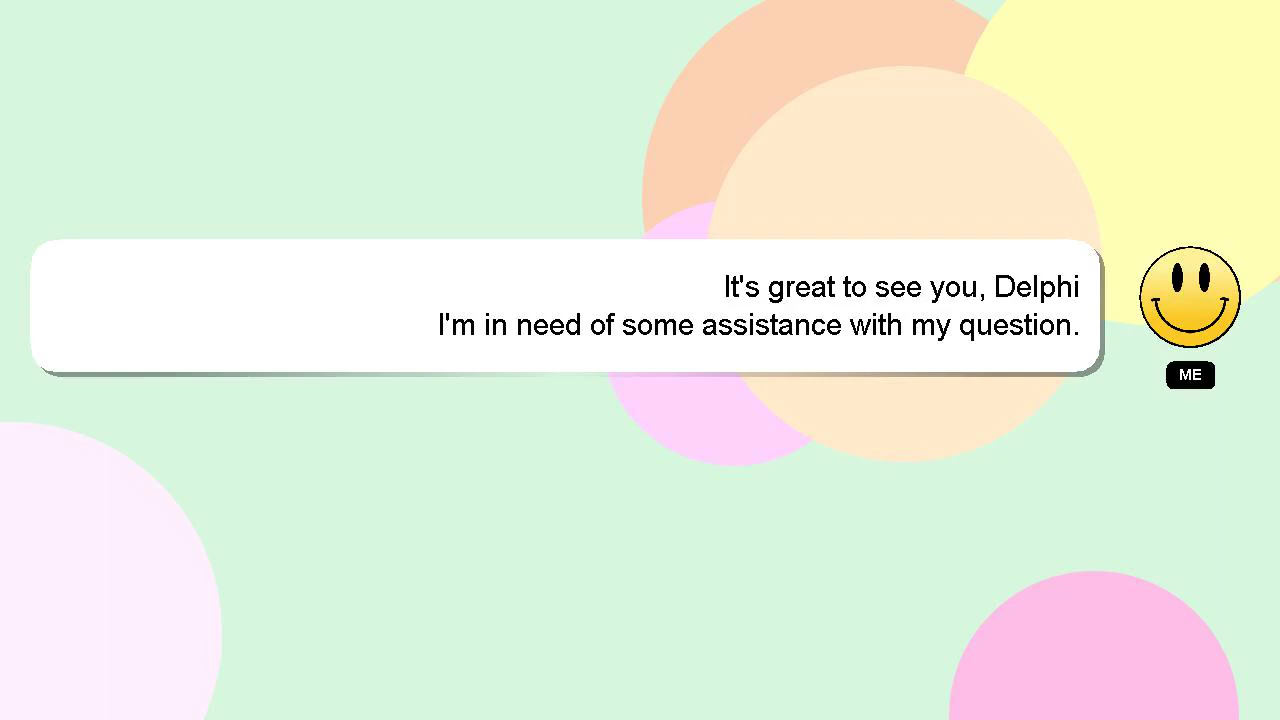 It's great to see you, Delphi
I'm in need of some assistance with my question.
ME